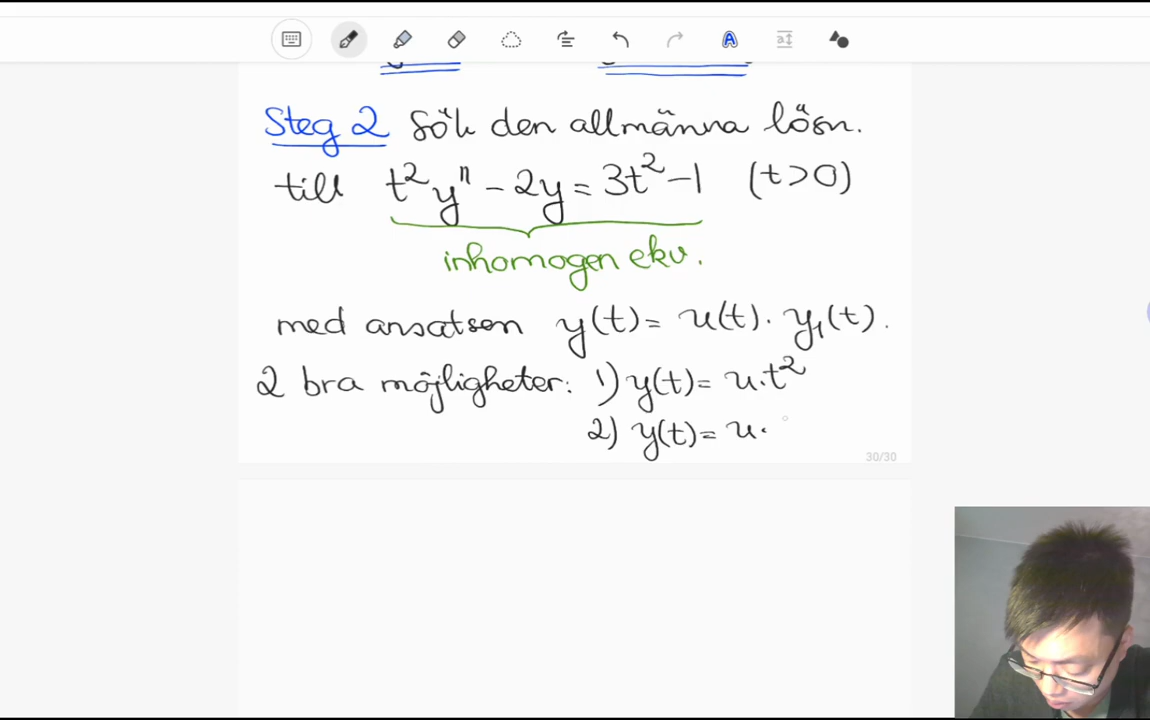 Steg 2 Sök den allmänna lösn.
till t²y" - 2y = 3t² - 1 (t>0)
inhomogen ekv.
med ansatsen y(t) = u(t) · y₁(t).
2 bra möjligheter: 1) y(t) = u·t²
2) y(t) = u·
30/30